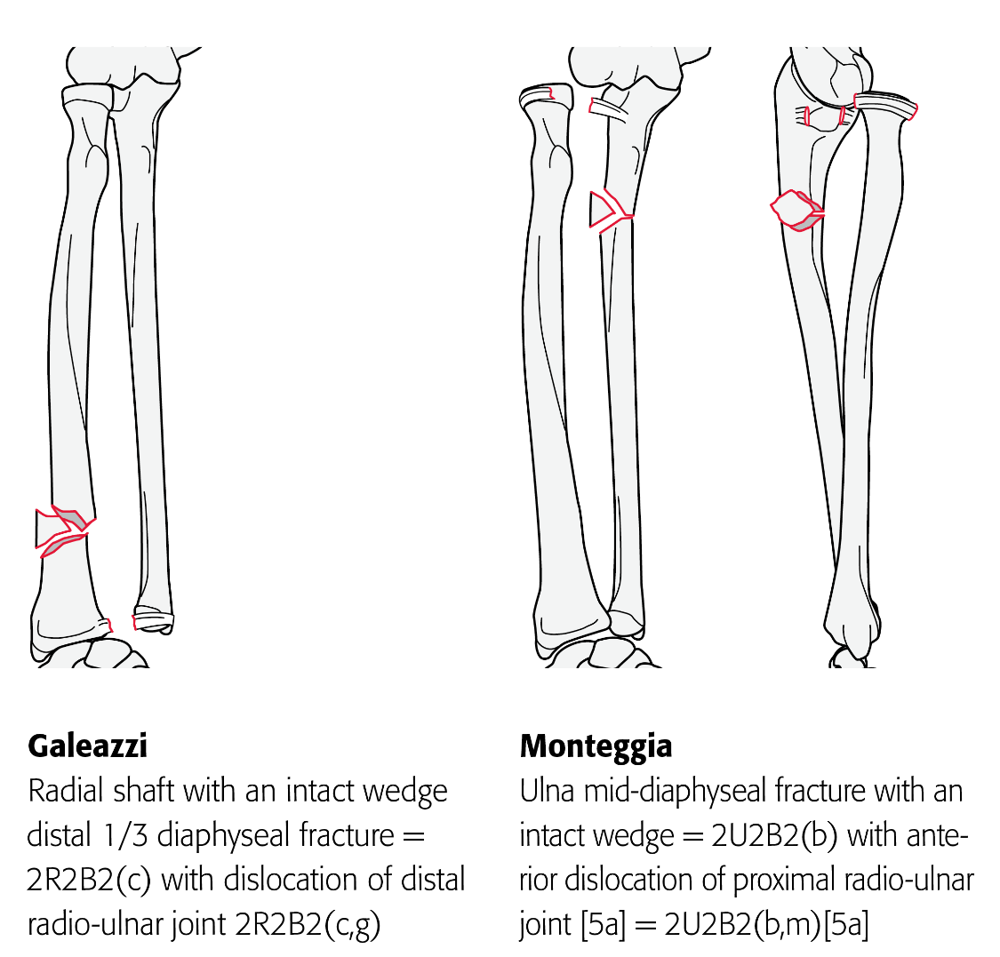 Galeazzi
Radial shaft with an intact wedge
distal 1/3 diaphyseal fracture =
2R2B2(c) with dislocation of distal
radio-ulnar joint 2R2B2(c,g)
Monteggia
Ulna mid-diaphyseal fracture with an
intact wedge = 2U2B2(b) with ante-
rior dislocation of proximal radio-ulnar
joint [5a] = 2U2B2(b,m)[5a]